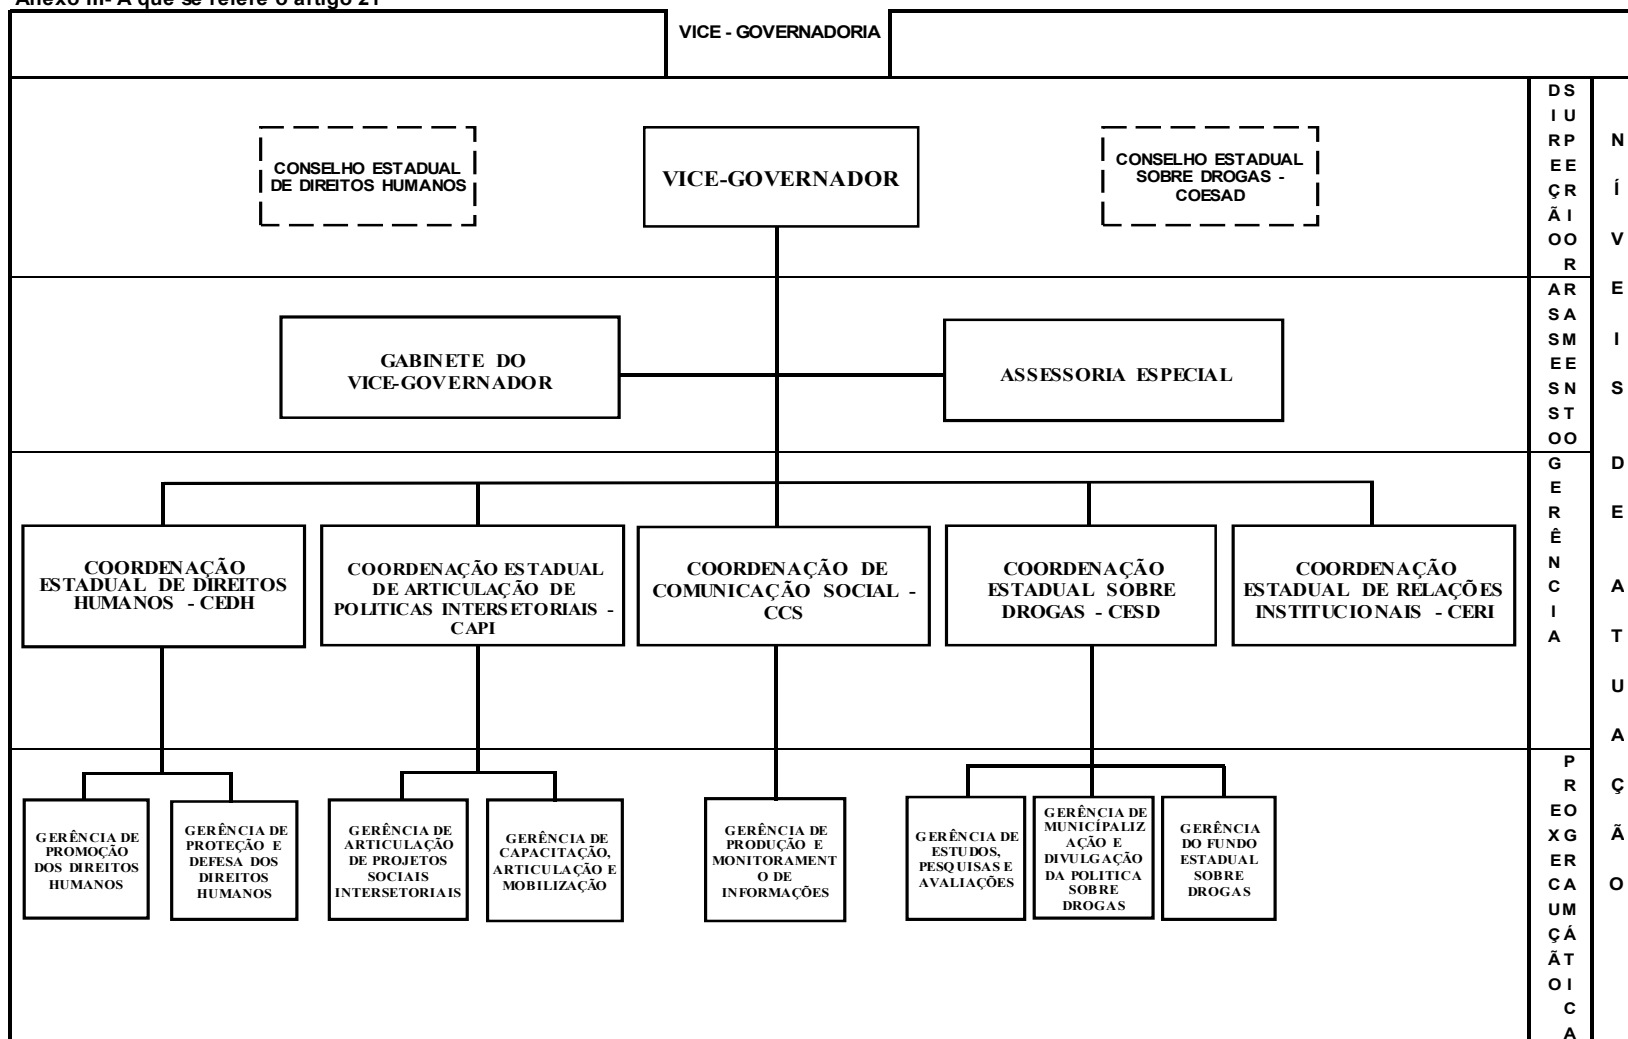 Anexo III- A que se refere o artigo 21
VICE - GOVERNADORIA
CONSELHO ESTADUAL
DE DIREITOS HUMANOS
VICE-GOVERNADOR
CONSELHO ESTADUAL
SOBRE DROGAS -
COESAD
DIREÇÃO
SUPERIOR
GABINETE DO
VICE-GOVERNADOR
ASSESSORIA ESPECIAL
ASSESSO
RAMENTO
COORDENAÇÃO
ESTADUAL DE DIREITOS
HUMANOS - CEDH
COORDENAÇÃO ESTADUAL
DE ARTICULAÇÃO DE
POLITICAS INTERSETORIAIS -
CAPI
COORDENAÇÃO DE
COMUNICAÇÃO SOCIAL -
CCS
COORDENAÇÃO
ESTADUAL SOBRE
DROGAS - CESD
COORDENAÇÃO
ESTADUAL DE RELAÇÕES
INSTITUCIONAIS - CERI
GERÊNCIA
GERÊNCIA DE
PROMOÇÃO
DOS DIREITOS
HUMANOS
GERÊNCIA DE
PROTEÇÃO E
DEFESA DOS
DIREITOS
HUMANOS
GERÊNCIA DE
ARTICULAÇÃO
DE PROJETOS
SOCIAIS
INTERSETORIAIS
GERÊNCIA DE
CAPACITAÇÃO,
ARTICULAÇÃO E
MOBILIZAÇÃO
GERÊNCIA DE
PRODUÇÃO E
MONITORAMENT
O DE
INFORMAÇÕES
GERÊNCIA DE
ESTUDOS,
PESQUISAS E
AVALIAÇÕES
GERÊNCIA DE
MUNICÍPALIZ
AÇÃO E
DIVULGAÇÃO
DA POLITICA
SOBRE
DROGAS
GERÊNCIA
DO FUNDO
ESTADUAL
SOBRE
DROGAS
EXECUÇÃO
PROGRAMÁTICA
NÍVEIS DE ATUAÇÃO